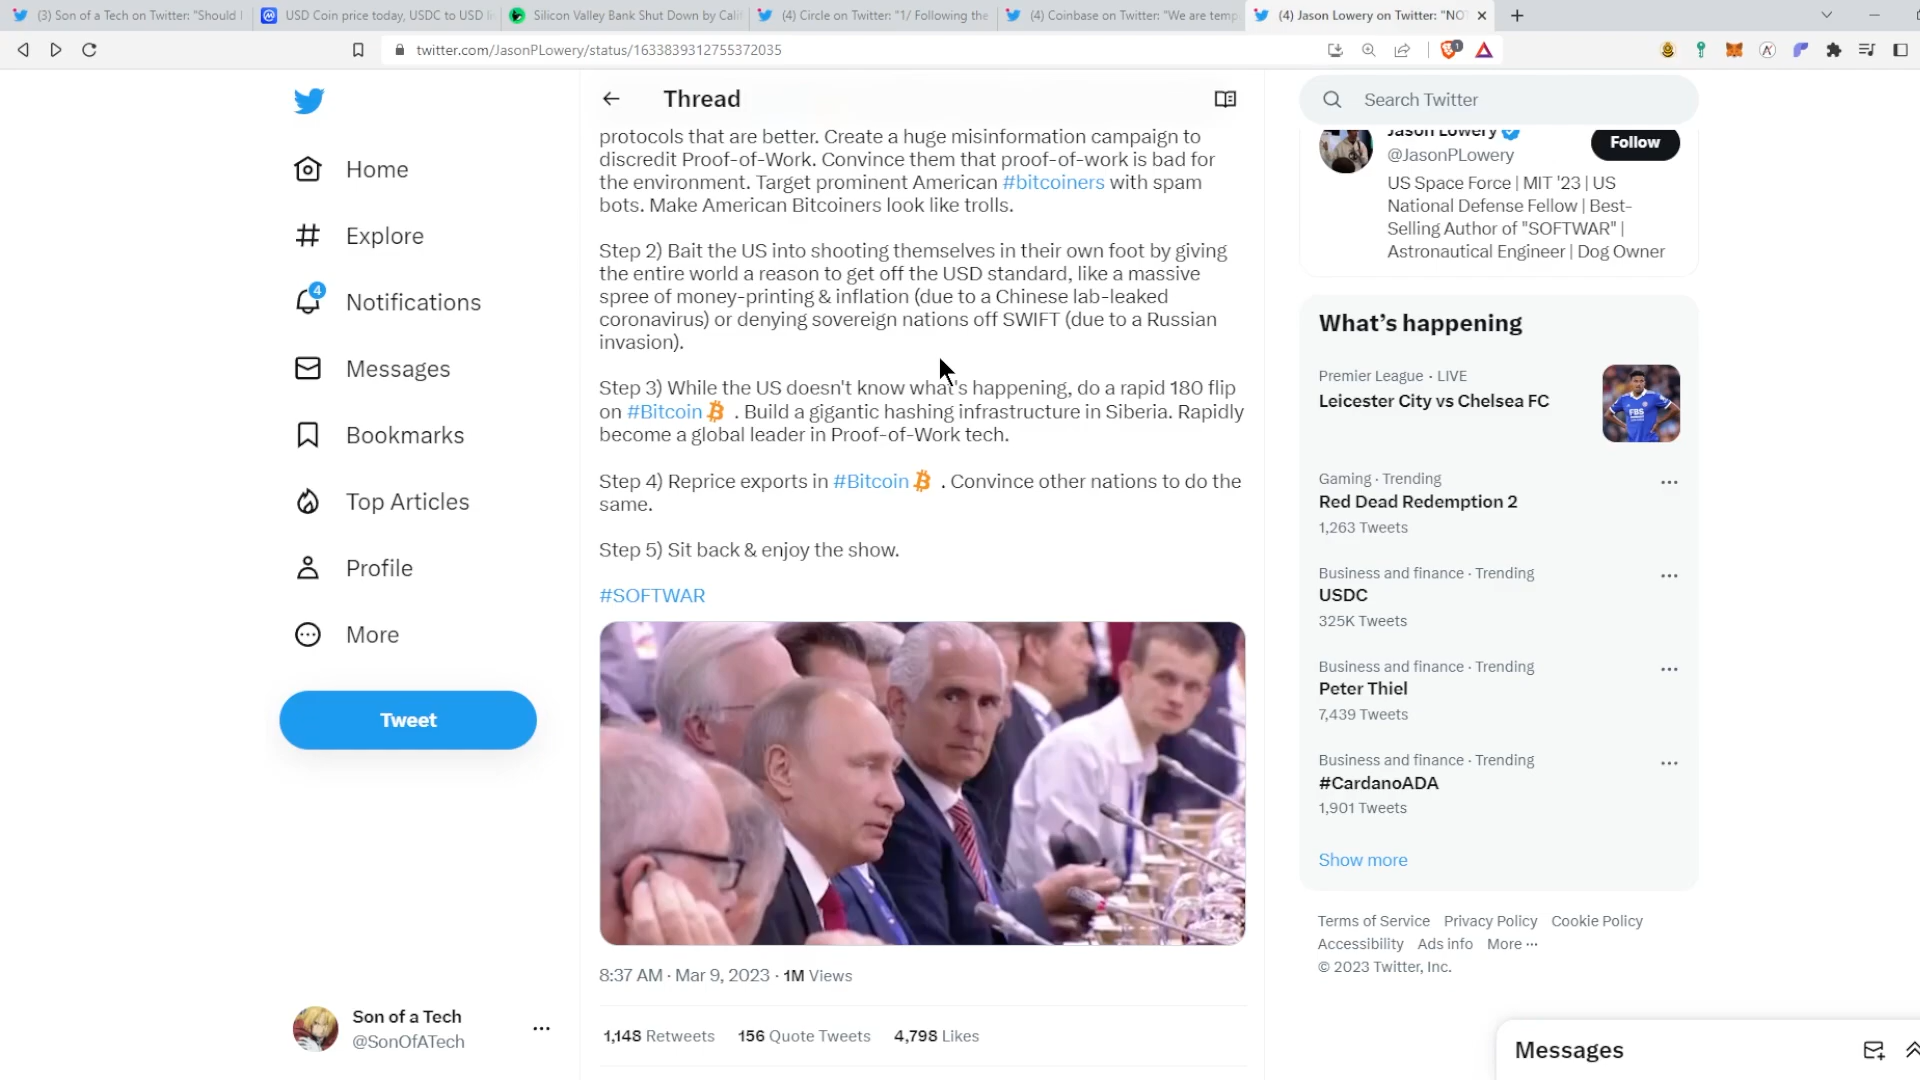 (3) Son of a Tech on Twitter: "Should I
USD Coin price today, USDC to USD li
Silicon Valley Bank Shut Down by Calif
(4) Circle on Twitter: "1/ Following the
(4) Coinbase on Twitter: "We are temp
(4) Jason Lowery on Twitter: "NO
twitter.com/JasonPLowery/status/1633839312755372035
1
Home
Explore
4
Notifications
Messages
Bookmarks
Top Articles
Profile
More
Tweet
Son of a Tech
@SonOfATech
Thread
protocols that are better. Create a huge misinformation campaign to
discredit Proof-of-Work. Convince them that proof-of-work is bad for
the environment. Target prominent American #bitcoiners with spam
bots. Make American Bitcoiners look like trolls.
Step 2) Bait the US into shooting themselves in their own foot by giving
the entire world a reason to get off the USD standard, like a massive
spree of money-printing & inflation (due to a Chinese lab-leaked
coronavirus) or denying sovereign nations off SWIFT (due to a Russian
invasion).
Step 3) While the US doesn't know what's happening, do a rapid 180 flip
on #Bitcoin . Build a gigantic hashing infrastructure in Siberia. Rapidly
become a global leader in Proof-of-Work tech.
Step 4) Reprice exports in #Bitcoin . Convince other nations to do the
same.
Step 5) Sit back & enjoy the show.
#SOFTWAR
8:37 AM · Mar 9, 2023 · 1M Views
1,148 Retweets 156 Quote Tweets 4,798 Likes
Search Twitter
Jason Lowery
@JasonPLowery
Follow
US Space Force | MIT '23 | US
National Defense Fellow | Best-
Selling Author of "SOFTWAR" |
Astronautical Engineer | Dog Owner
What's happening
Premier League · LIVE
Leicester City vs Chelsea FC
Gaming · Trending
Red Dead Redemption 2
1,263 Tweets
Business and finance · Trending
USDC
325K Tweets
Business and finance · Trending
Peter Thiel
7,439 Tweets
Business and finance · Trending
#CardanoADA
1,901 Tweets
Show more
Terms of Service Privacy Policy Cookie Policy
Accessibility Ads info More ···
© 2023 Twitter, Inc.
Messages